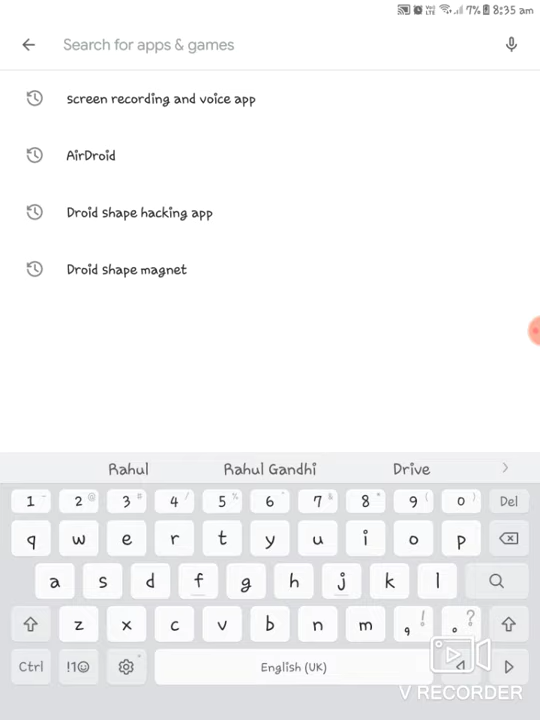 VoLTE 7% 8:35 am
Search for apps & games
screen recording and voice app
AirDroid
Droid shape hacking app
Droid shape magnet
Rahul Rahul Gandhi Drive
1 2 @ 3 # 4 / 5 % 6 ^ 7 & 8 * 9 ( 0 ) Del
q w e r t y u i o p
a s d f g h j k l
z x c v b n m , ! . ?
Ctrl !1☺ English (UK)
V RECORDER